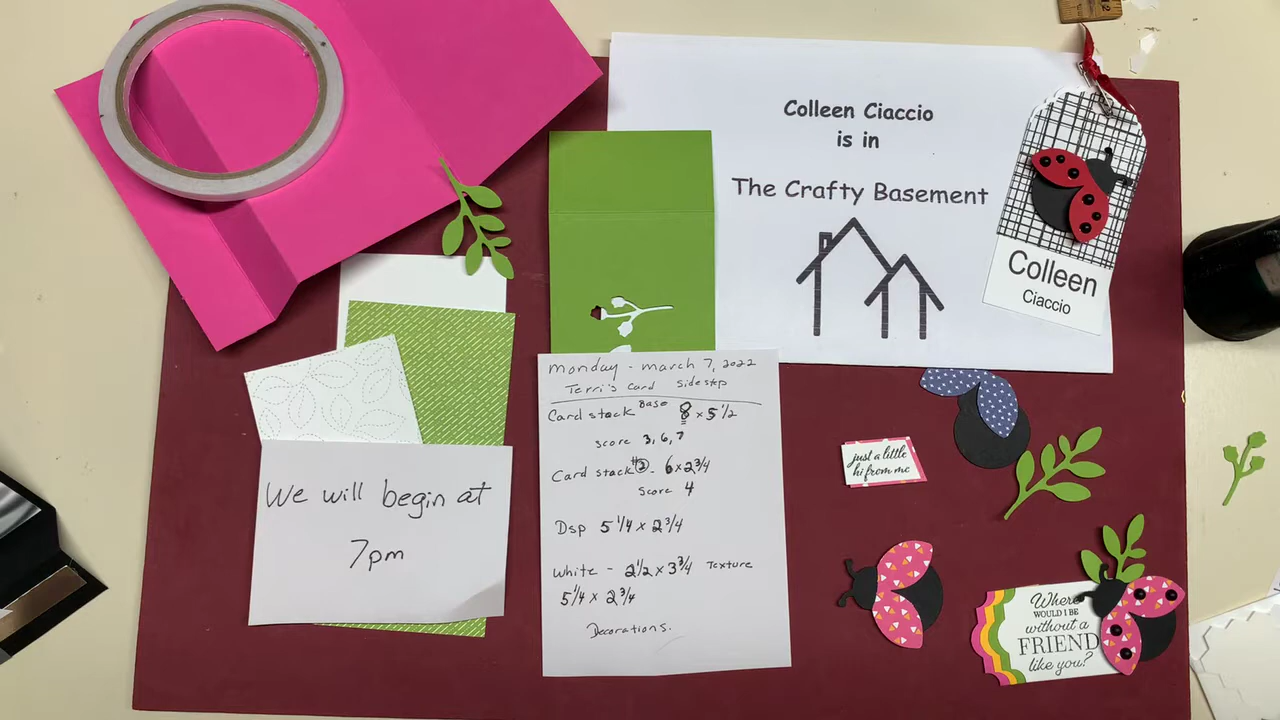 Colleen Ciaccio
is in
The Crafty Basement
Colleen
Ciaccio
monday - march 7, 2022
Terri's Card sidestep
Card stock Base 8 x 5 1/2
score 3, 6, 7
Card stock #2 - 6 x 2 3/4
score 4
Dsp 5 1/4 x 2 3/4
White - 2 1/2 x 3 3/4 Texture
5 1/4 x 2 3/4
Decorations.
We will begin at
7pm
just a little
hi from me
Where
WOULD I BE
without a
FRIEND
like you?
12